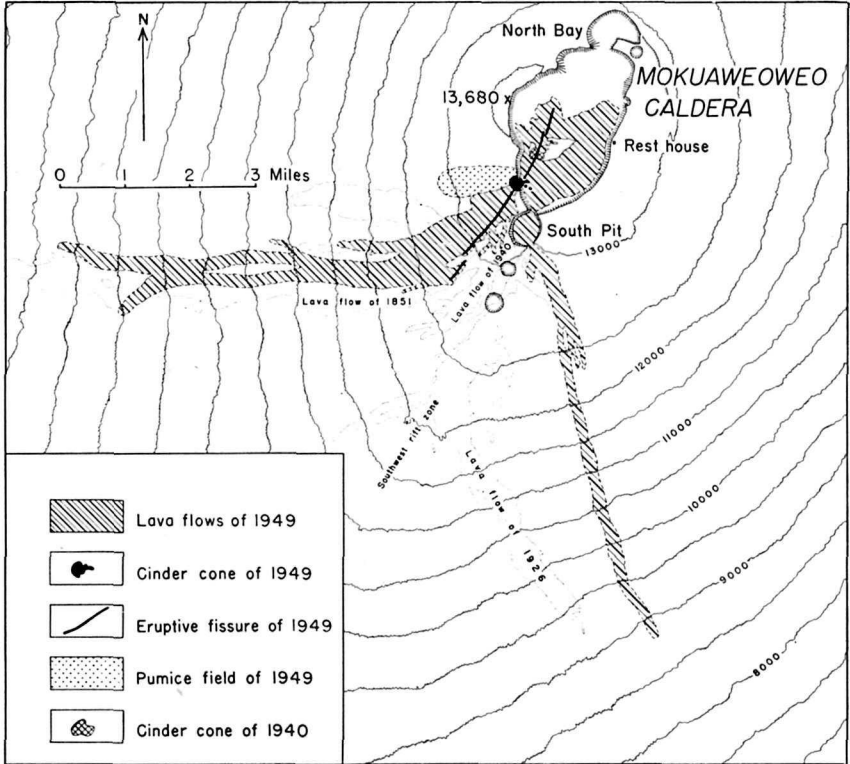 N
North Bay
MOKUAWEOWEO
CALDERA
13,680 x
Rest house
0 1 2 3 Miles
South Pit
13000
Lava flow of 1940
Lava flow of 1851
12000
Southwest rift zone
11000
Lava flow of 1926
10000
9000
8000
Lava flows of 1949
Cinder cone of 1949
Eruptive fissure of 1949
Pumice field of 1949
Cinder cone of 1940